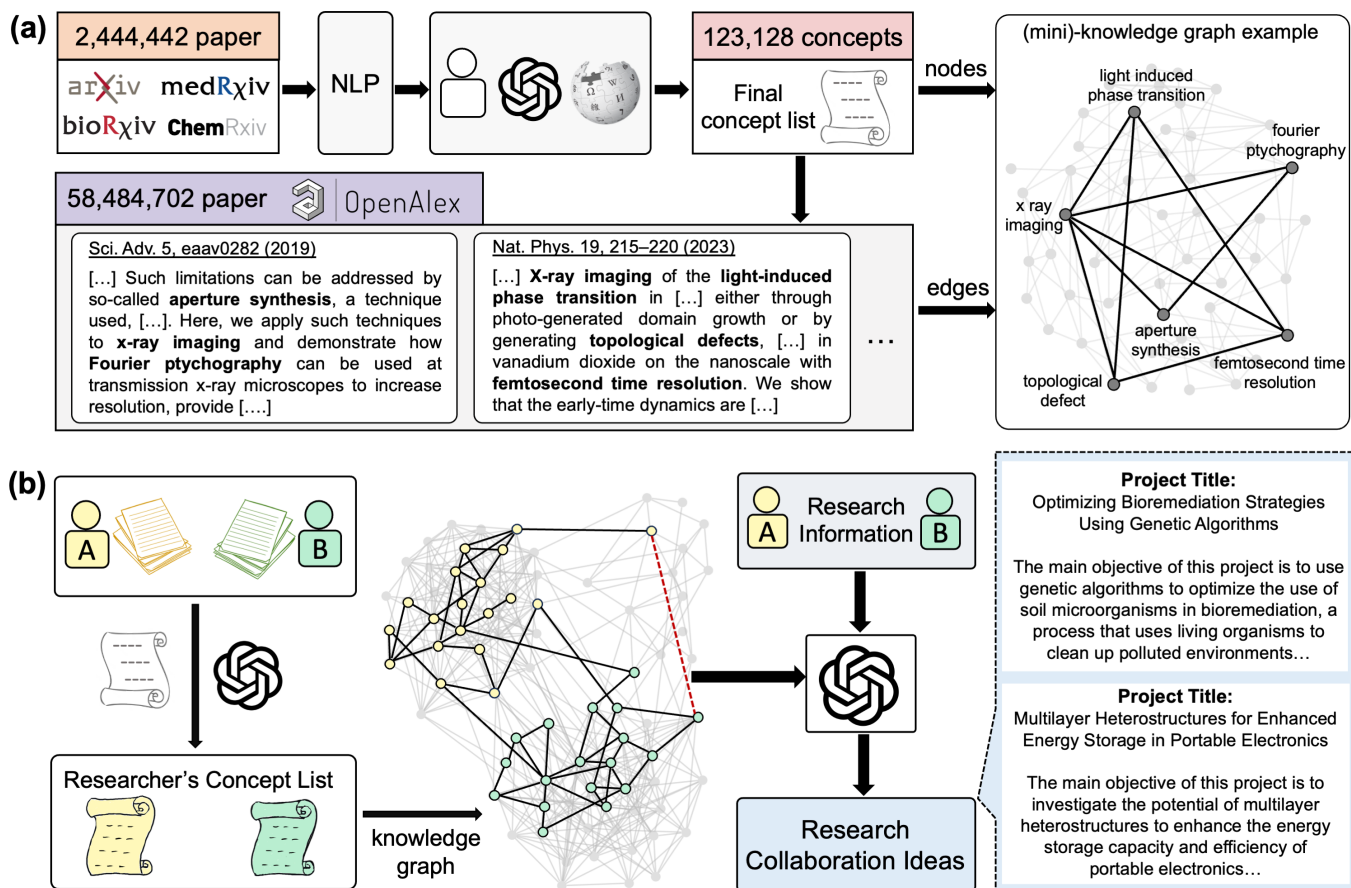 (a)
2,444,442 paper
arXiv
medRxiv
bioRχiv
ChemRxiv
NLP
123,128 concepts
Final
concept list
nodes
58,484,702 paper
OpenAlex
Sci. Adv. 5, eaav0282 (2019)
[…] Such limitations can be addressed by
so-called aperture synthesis, a technique
used, […]. Here, we apply such techniques
to x-ray imaging and demonstrate how
Fourier ptychography can be used at
transmission x-ray microscopes to increase
resolution, provide [….]
Nat. Phys. 19, 215–220 (2023)
[…] X-ray imaging of the light-induced
phase transition in […] either through
photo-generated domain growth or by
generating topological defects, […] in
vanadium dioxide on the nanoscale with
femtosecond time resolution. We show
that the early-time dynamics are […]
...
edges
(mini)-knowledge graph example
light induced
phase transition
fourier
ptychography
x ray
imaging
aperture
synthesis
femtosecond time
resolution
topological
defect
(b)
A
B
Researcher's Concept List
knowledge
graph
A
Research
Information
B
Research
Collaboration Ideas
Project Title:
Optimizing Bioremediation Strategies
Using Genetic Algorithms
The main objective of this project is to use
genetic algorithms to optimize the use of
soil microorganisms in bioremediation, a
process that uses living organisms to
clean up polluted environments…
Project Title:
Multilayer Heterostructures for Enhanced
Energy Storage in Portable Electronics
The main objective of this project is to
investigate the potential of multilayer
heterostructures to enhance the energy
storage capacity and efficiency of
portable electronics…